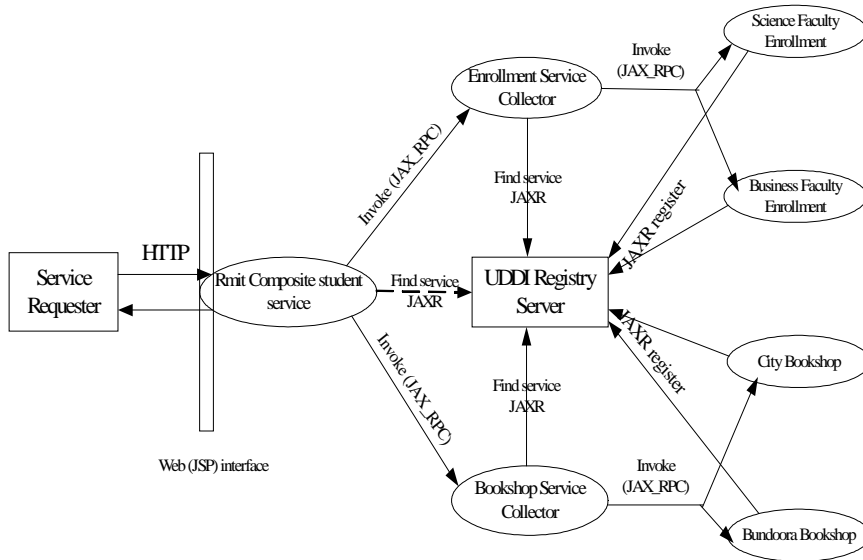 Science Faculty
Enrollment
Invoke
(JAX_RPC)
Enrollment Service
Collector
Invoke (JAX_RPC)
Find service
JAXR
Business Faculty
Enrollment
JAXR register
HTTP
Service
Requester
Rmit Composite student
service
Find service
JAXR
UDDI Registry
Server
JAXR register
City Bookshop
Invoke (JAX_RPC)
Find service
JAXR
Web (JSP) interface
Bookshop Service
Collector
Invoke
(JAX_RPC)
Bundoora Bookshop